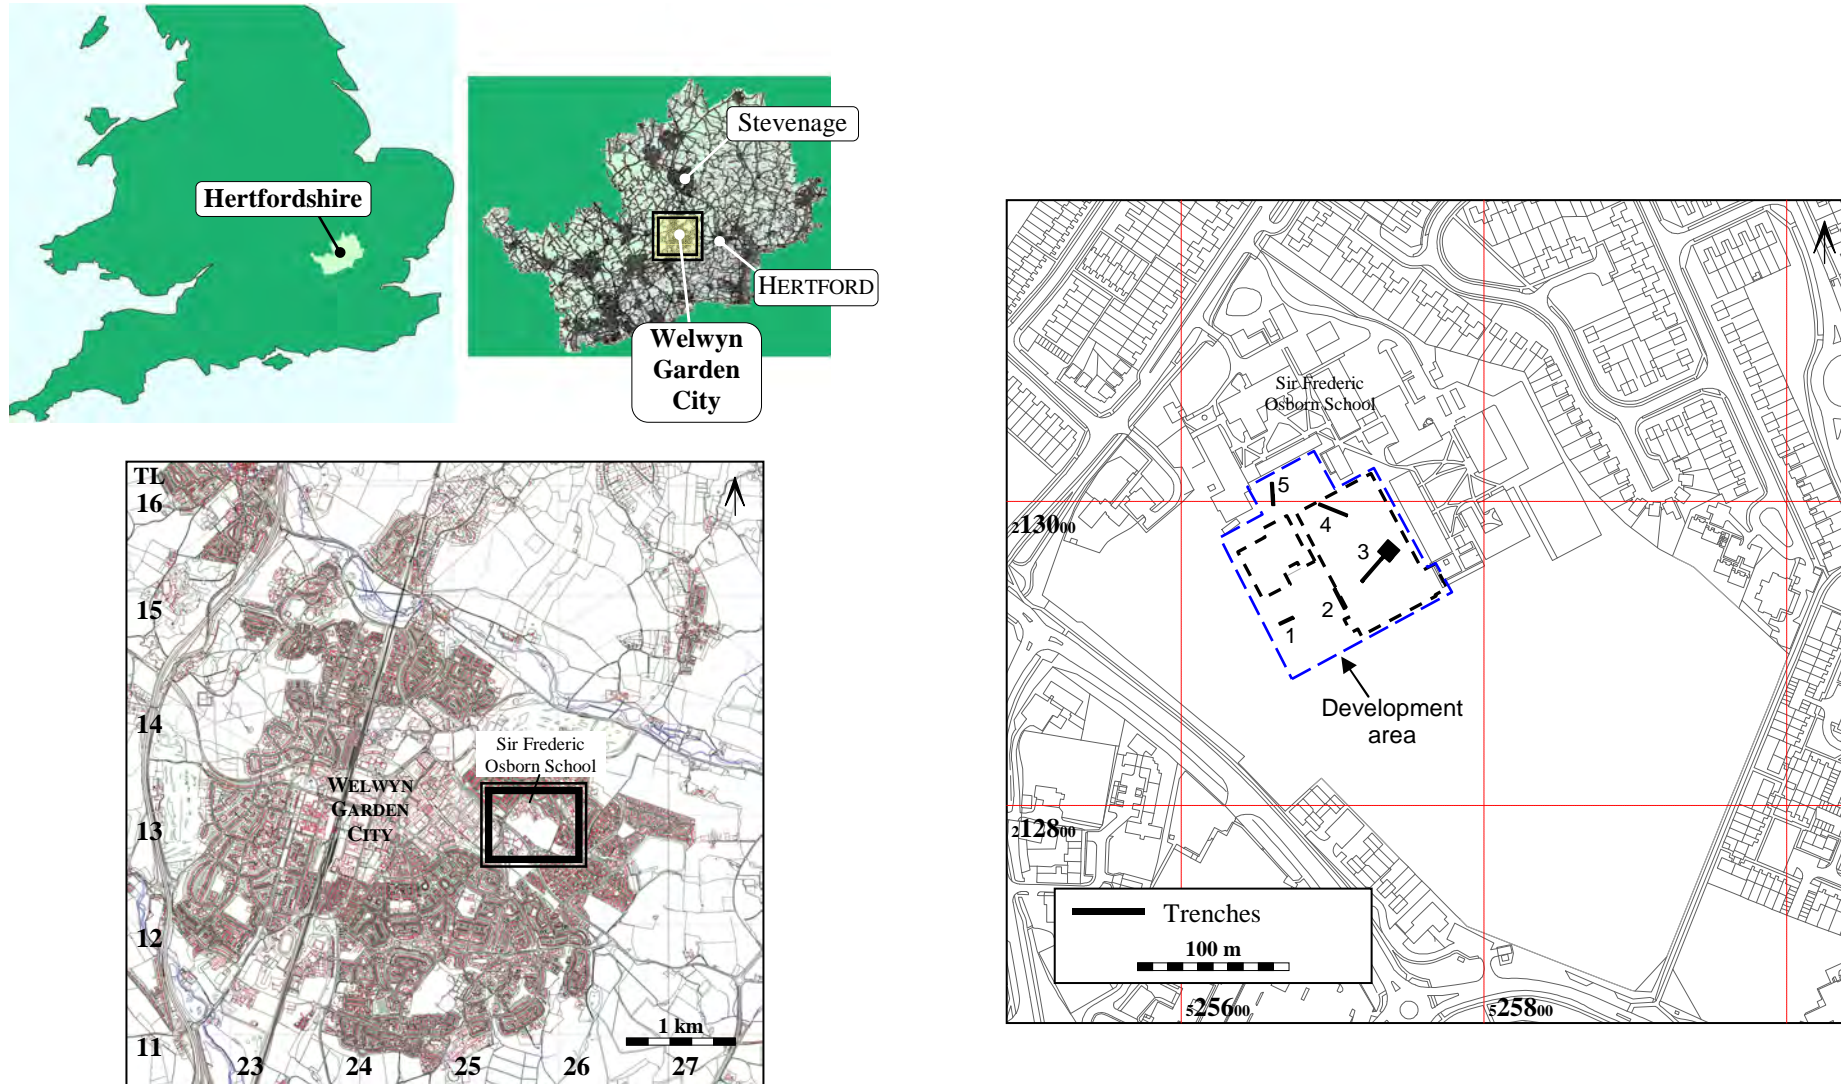 Hertfordshire
Stevenage
HERTFORD
Welwyn
Garden
City
TL
16
15
14
13
12
11
23
24
25
26
27
Sir Frederic
Osborn School
WELWYN
GARDEN
CITY
1 km
Sir Frederic
Osborn School
5
4
3
2
1
Development
area
213000
212800
525600
525800
Trenches
100 m